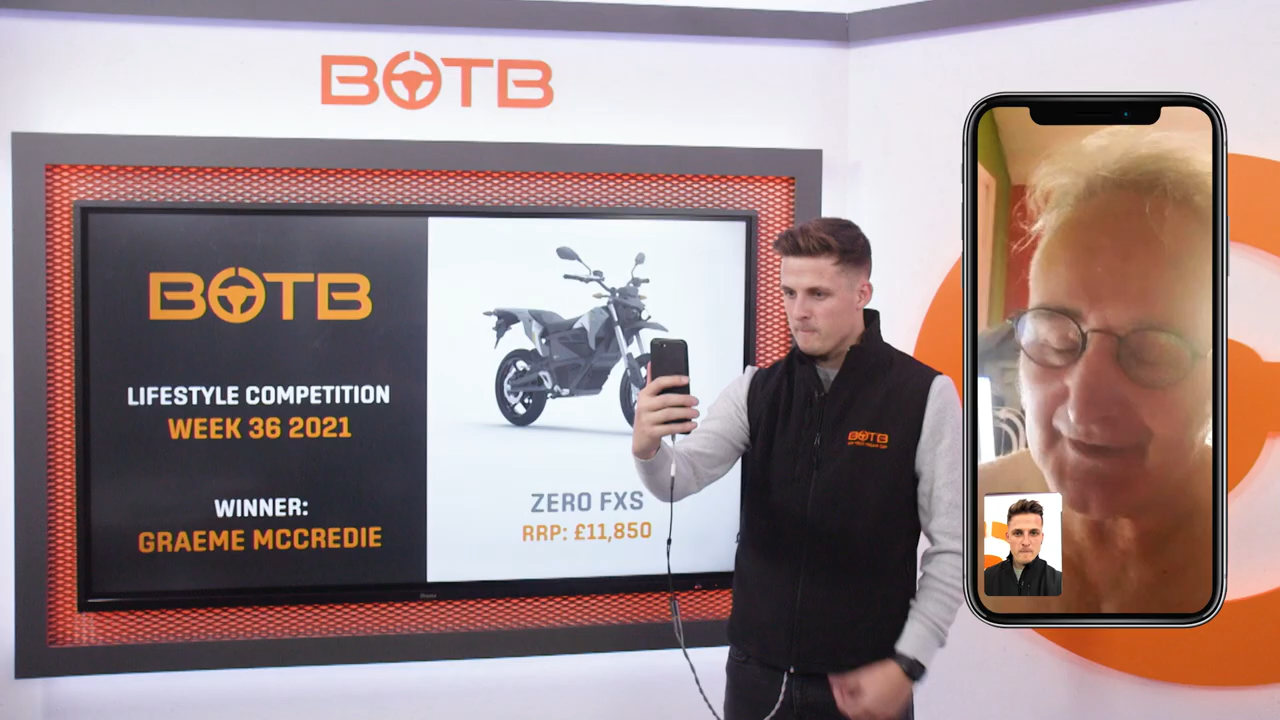 BOTB
BOTB
LIFESTYLE COMPETITION
WEEK 36 2021
WINNER:
GRAEME MCCREDIE
ZERO FXS
RRP: £11,850
BOTB